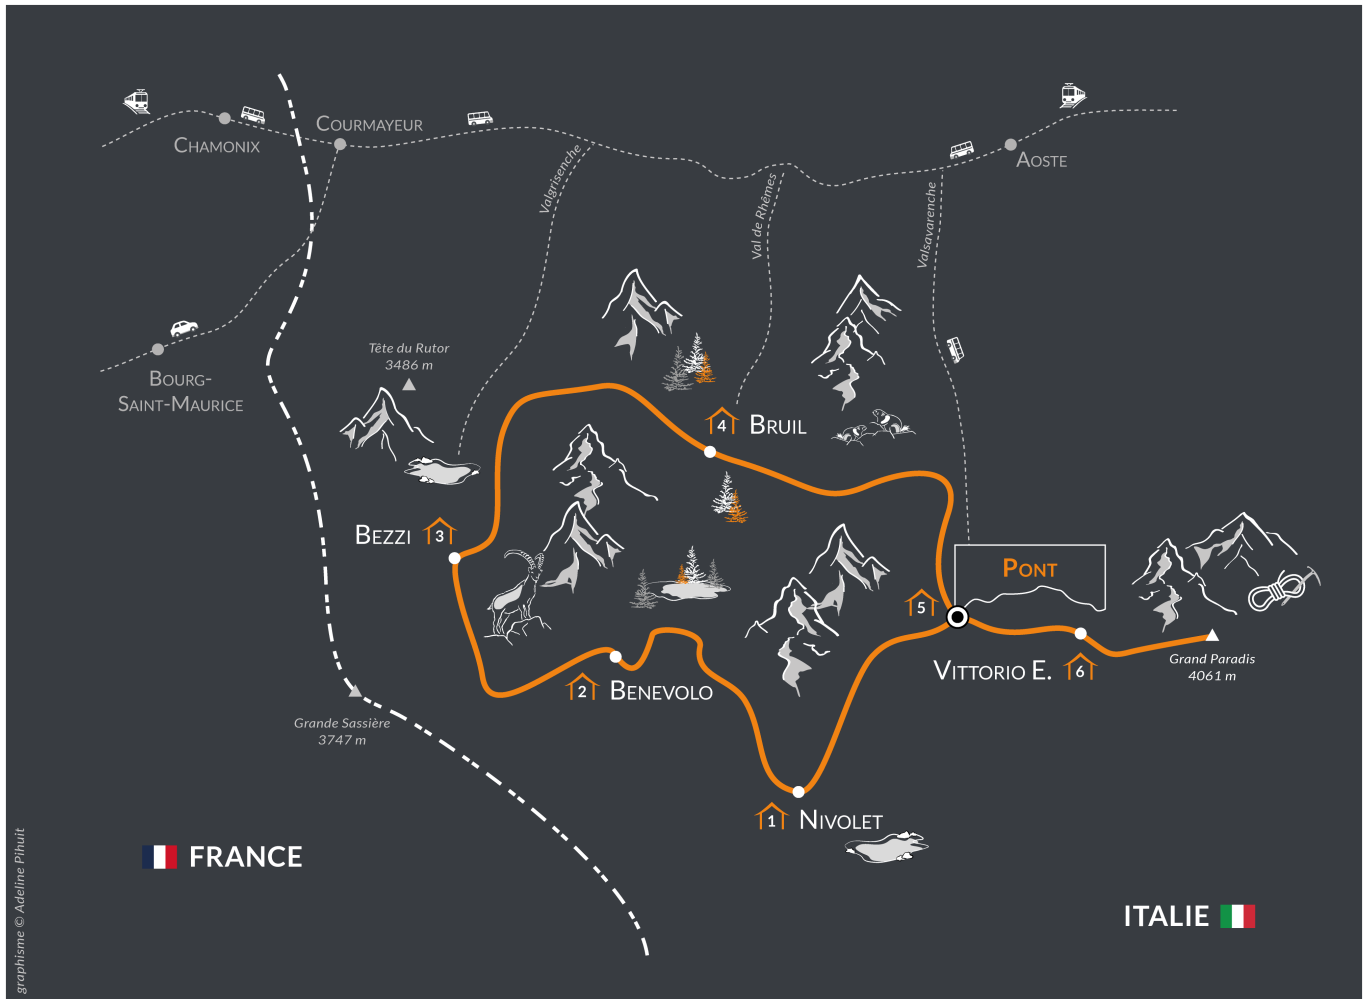 COURMAYEUR
CHAMONIX
AOSTE
Valgrisenche
Val de Rhêmes
Valsavarenche
Tête du Rutor
3486 m
BOURG-
SAINT-MAURICE
4 BRUIL
BEZZI 3
PONT
5
VITTORIO E. 6
Grand Paradis
4061 m
2 BENEVOLO
Grande Sassière
3747 m
1 NIVOLET
FRANCE
ITALIE
graphisme © Adeline Pihuit